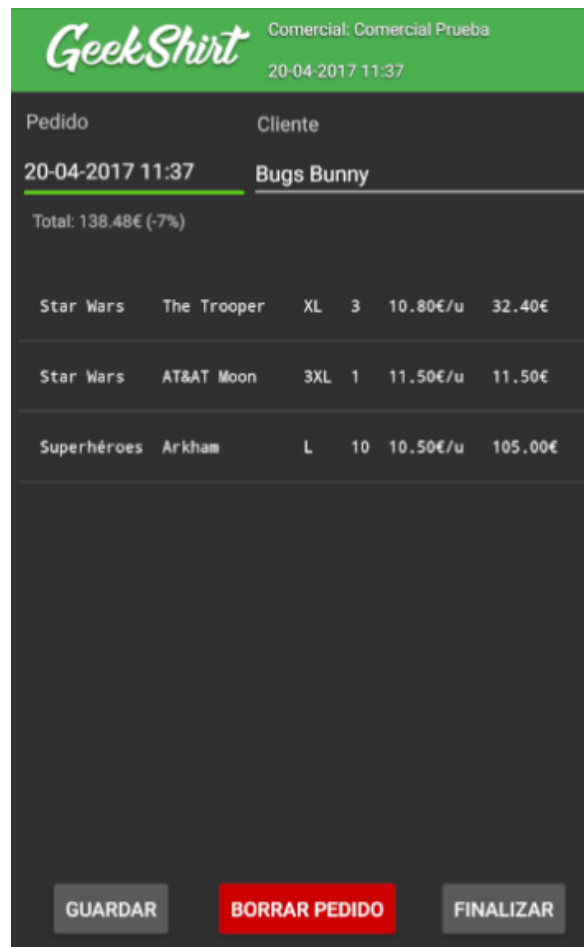 GeekShirt
Comercial: Comercial Prueba
20-04-2017 11:37
Pedido Cliente
20-04-2017 11:37 Bugs Bunny
Total: 138.48€ (-7%)
Star Wars The Trooper XL 3 10.80€/u 32.40€
Star Wars AT&AT Moon 3XL 1 11.50€/u 11.50€
Superhéroes Arkham L 10 10.50€/u 105.00€
GUARDAR BORRAR PEDIDO FINALIZAR